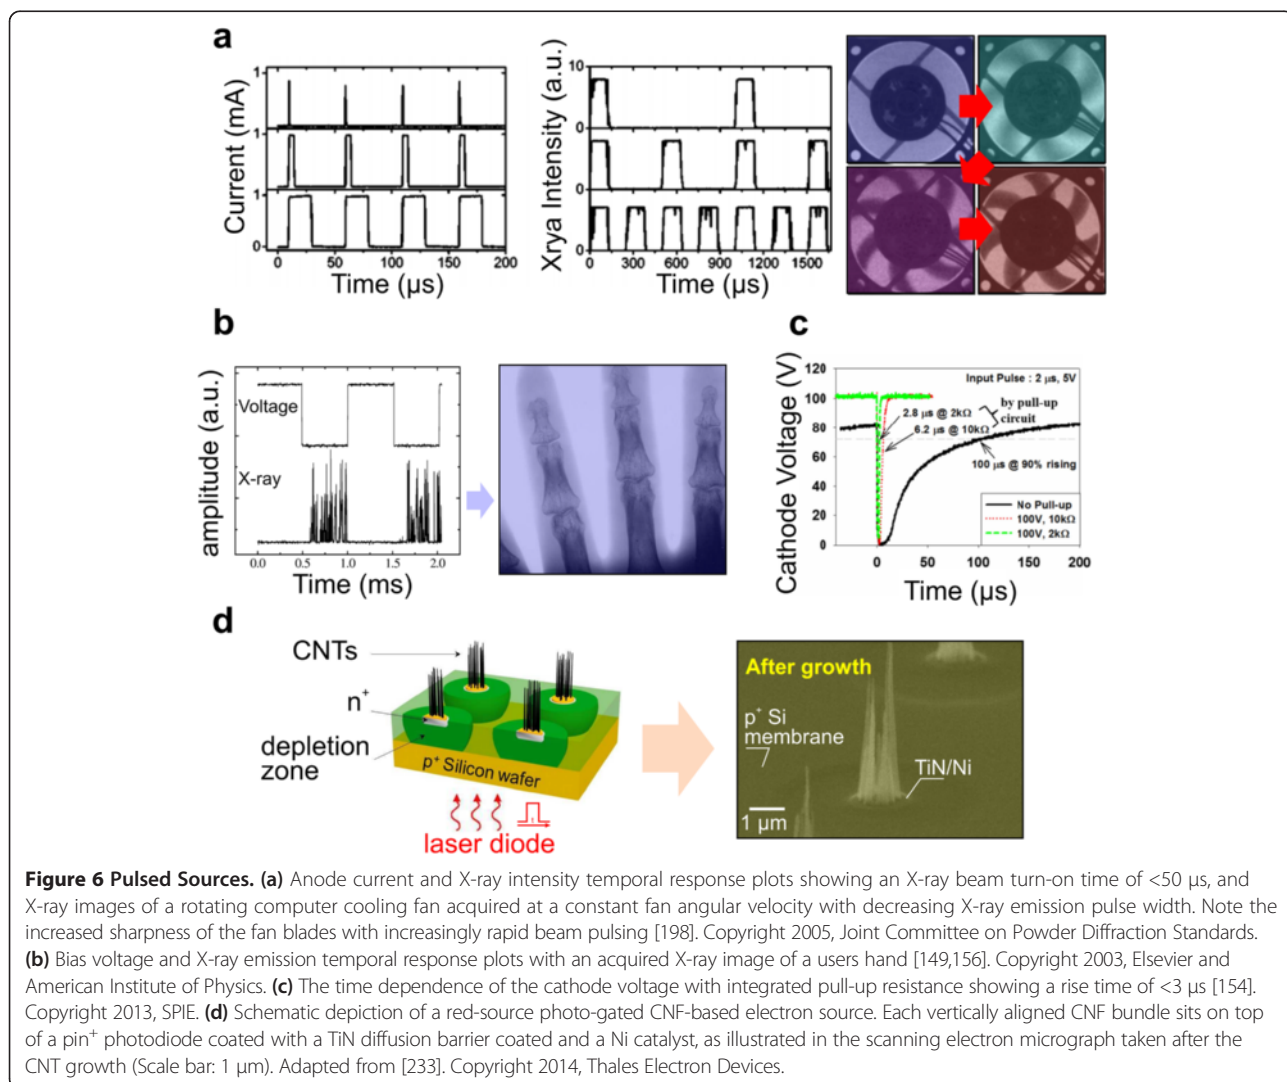 a
Current (mA)
1
1
0
1
0
0 50 100 150 200
Time (µs)
Xrya Intensity (a.u.)
10
0
0
0
0 300 600 900 1200 1500
Time (µs)
b
amplitude (a.u.)
Voltage
X-ray
0.0 0.5 1.0 1.5 2.0
Time (ms)
c
Cathode Voltage (V)
120
100
80
60
40
20
0
Input Pulse : 2 µs, 5V
2.8 µs @ 2kΩ
6.2 µs @ 10kΩ
by pull-up
circuit
100 µs @ 90% rising
No Pull-up
100V, 10kΩ
100V, 2kΩ
0 50 100 150 200
Time (µs)
d
CNTs
n+
depletion
zone
p+ Silicon wafer
laser diode
After growth
p+ Si
membrane
TiN/Ni
1 µm
Figure 6 Pulsed Sources. (a) Anode current and X-ray intensity temporal response plots showing an X-ray beam turn-on time of <50 µs, and
X-ray images of a rotating computer cooling fan acquired at a constant fan angular velocity with decreasing X-ray emission pulse width. Note the
increased sharpness of the fan blades with increasingly rapid beam pulsing [198]. Copyright 2005, Joint Committee on Powder Diffraction Standards.
(b) Bias voltage and X-ray emission temporal response plots with an acquired X-ray image of a users hand [149,156]. Copyright 2003, Elsevier and
American Institute of Physics. (c) The time dependence of the cathode voltage with integrated pull-up resistance showing a rise time of <3 µs [154].
Copyright 2013, SPIE. (d) Schematic depiction of a red-source photo-gated CNF-based electron source. Each vertically aligned CNF bundle sits on top
of a pin+ photodiode coated with a TiN diffusion barrier coated and a Ni catalyst, as illustrated in the scanning electron micrograph taken after the
CNT growth (Scale bar: 1 µm). Adapted from [233]. Copyright 2014, Thales Electron Devices.